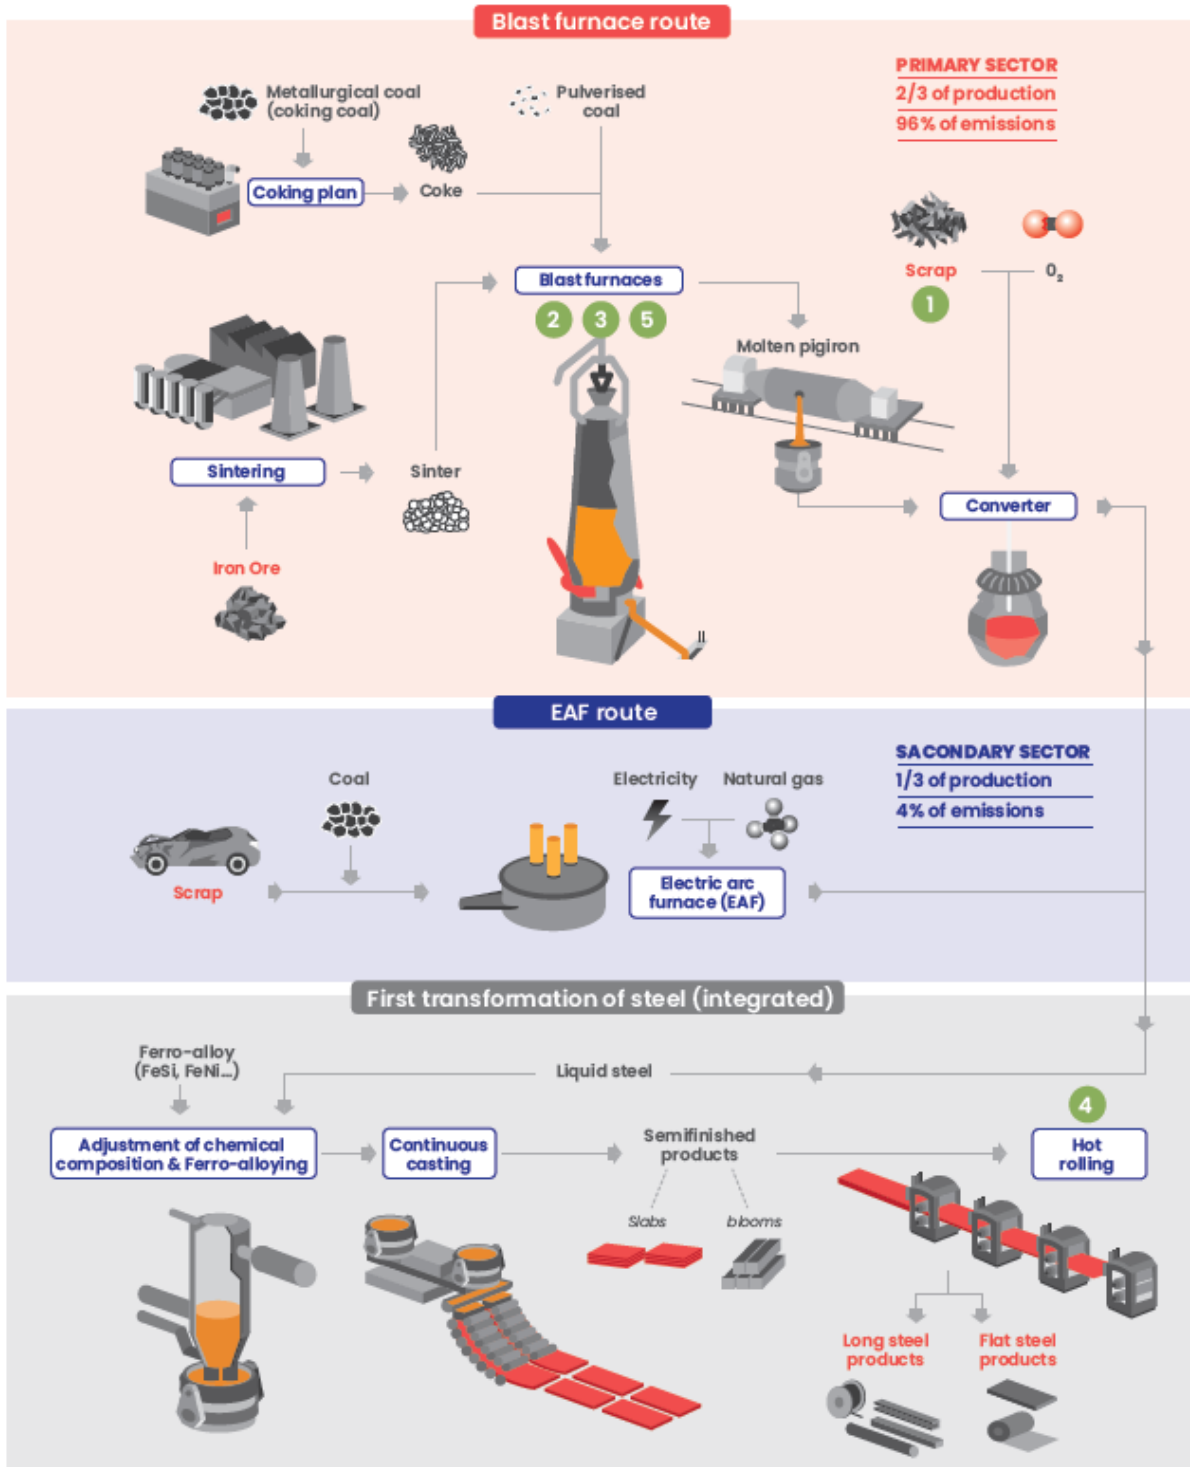 Blast furnace route
PRIMARY SECTOR
2/3 of production
96% of emissions
Metallurgical coal
(coking coal)
Pulverised
coal
Coking plan
Coke
Scrap
O₂
1
Blast furnaces
2 3 5
Molten pigiron
Sintering
Sinter
Converter
Iron Ore
EAF route
SACONDARY SECTOR
1/3 of production
4% of emissions
Coal
Electricity
Natural gas
Scrap
Electric arc
furnace (EAF)
First transformation of steel (integrated)
Ferro-alloy
(FeSi, FeNi...)
Liquid steel
4
Adjustment of chemical
composition & Ferro-alloying
Continuous
casting
Semifinished
products
Hot
rolling
Slabs
blooms
Long steel
products
Flat steel
products